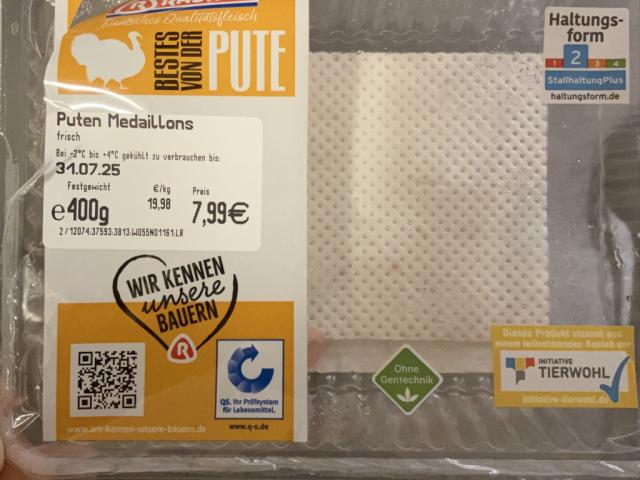 Deutsches Qualitätsfleisch
BESTES
VON DER
PUTE
Puten Medaillons
frisch
Bei -2°C bis +4°C gekühlt zu verbrauchen bis:
31.07.25
Festgewicht €/kg Preis
℮400g 19,98 7,99€
2/12074:37593:3813:W055N01161:LR
WIR KENNEN
unsere
BAUERN
R
QS. Ihr Prüfsystem
für Lebensmittel.
www.wir-kennen-unsere-bauern.de
www.q-s.de
Haltungs-
form
1 2 3 4
StallhaltungPlus
haltungsform.de
Ohne
Gentechnik
Dieses Produkt stammt aus
einem teilnehmenden Betrieb der
INITIATIVE
TIERWOHL
initiative-tierwohl.de